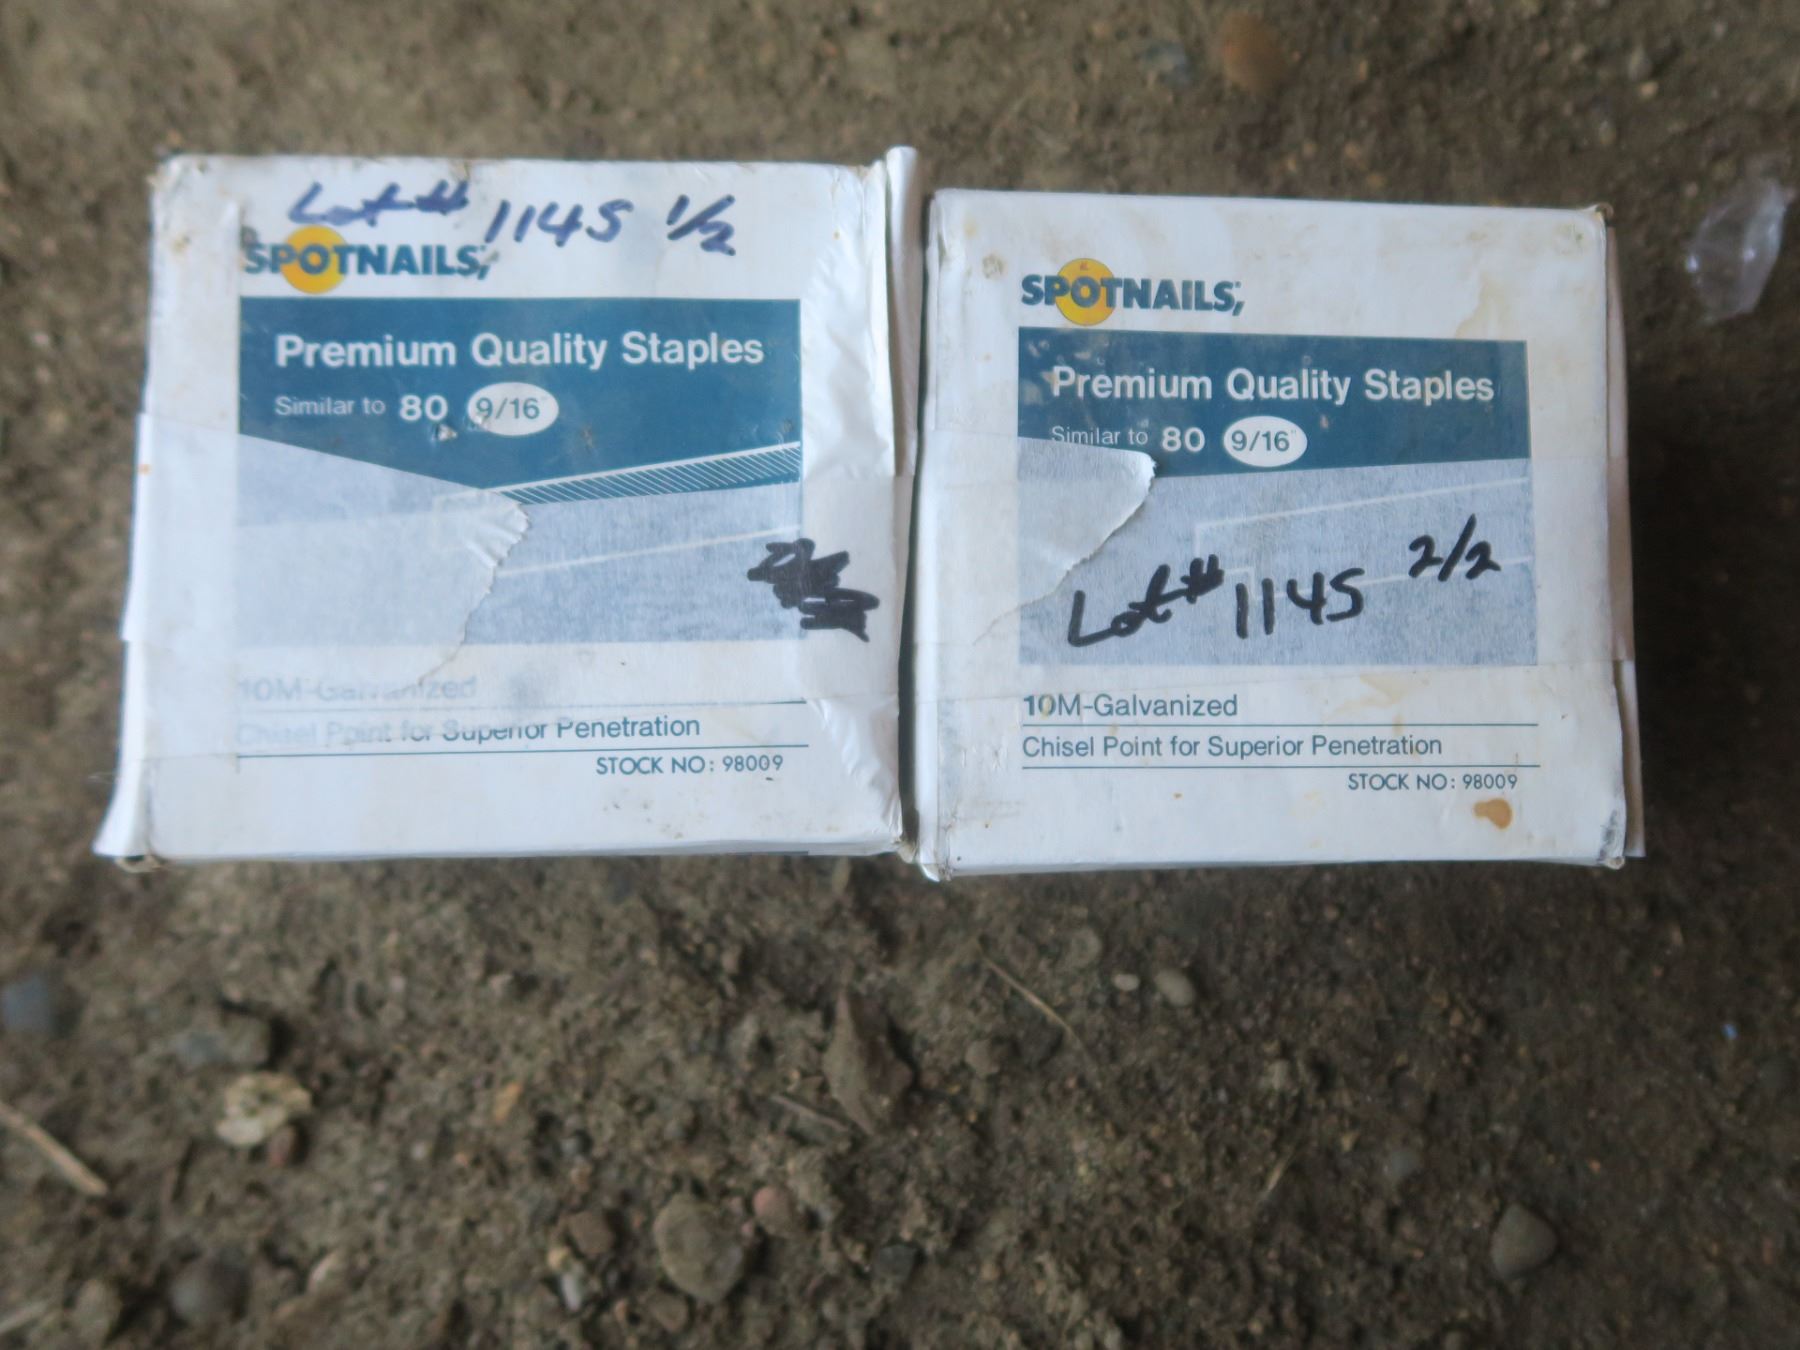 Lot# 1145 1/2
SPOTNAILS
Premium Quality Staples
Similar to 80 9/16"
10M-Galvanized
Chisel Point for Superior Penetration
STOCK NO: 98009
SPOTNAILS
Premium Quality Staples
Similar to 80 9/16"
Lot# 1145 2/2
10M-Galvanized
Chisel Point for Superior Penetration
STOCK NO: 98009